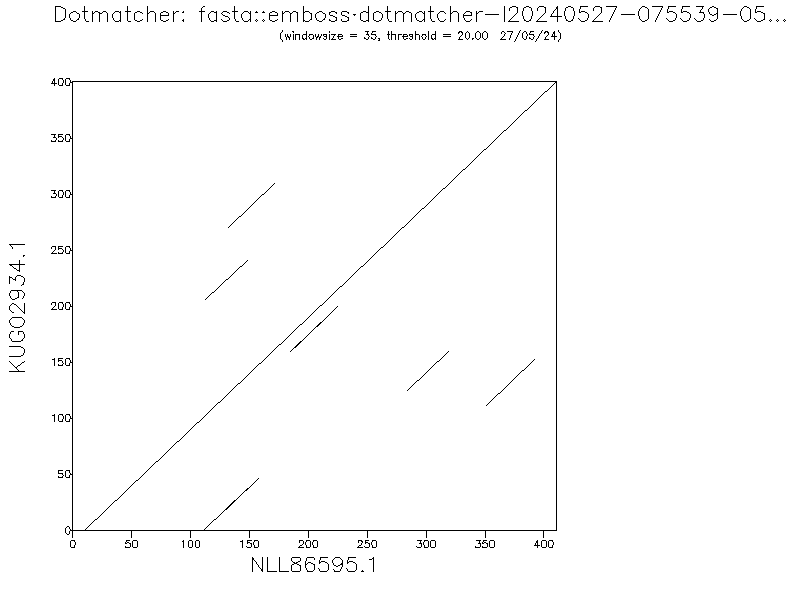 Dotmatcher: fasta::emboss-dotmatcher-I20240527-075539-05...
(windowsize = 35, threshold = 20.00 27/05/24)
400
350
300
250
200
150
100
50
0
KUG02934.1
0 50 100 150 200 250 300 350 400
NLL86595.1